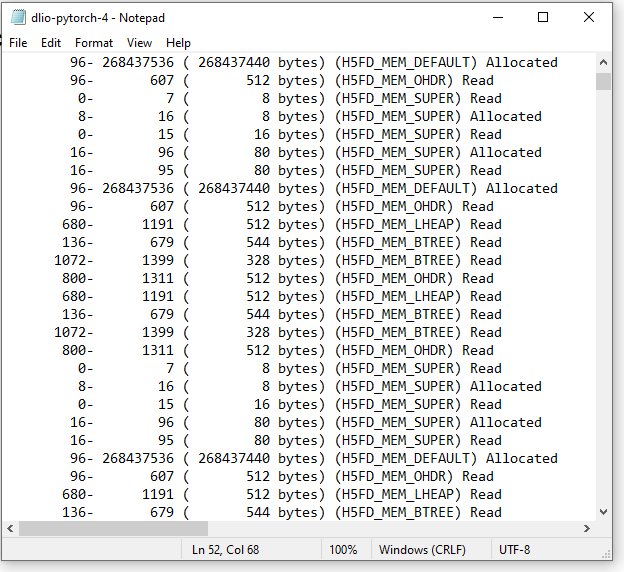 dlio-pytorch-4 - Notepad
File Edit Format View Help
96- 268437536 ( 268437440 bytes) (H5FD_MEM_DEFAULT) Allocated
96- 607 ( 512 bytes) (H5FD_MEM_OHDR) Read
0- 7 ( 8 bytes) (H5FD_MEM_SUPER) Read
8- 16 ( 8 bytes) (H5FD_MEM_SUPER) Allocated
0- 15 ( 16 bytes) (H5FD_MEM_SUPER) Read
16- 96 ( 80 bytes) (H5FD_MEM_SUPER) Allocated
16- 95 ( 80 bytes) (H5FD_MEM_SUPER) Read
96- 268437536 ( 268437440 bytes) (H5FD_MEM_DEFAULT) Allocated
96- 607 ( 512 bytes) (H5FD_MEM_OHDR) Read
680- 1191 ( 512 bytes) (H5FD_MEM_LHEAP) Read
136- 679 ( 544 bytes) (H5FD_MEM_BTREE) Read
1072- 1399 ( 328 bytes) (H5FD_MEM_BTREE) Read
800- 1311 ( 512 bytes) (H5FD_MEM_OHDR) Read
680- 1191 ( 512 bytes) (H5FD_MEM_LHEAP) Read
136- 679 ( 544 bytes) (H5FD_MEM_BTREE) Read
1072- 1399 ( 328 bytes) (H5FD_MEM_BTREE) Read
800- 1311 ( 512 bytes) (H5FD_MEM_OHDR) Read
0- 7 ( 8 bytes) (H5FD_MEM_SUPER) Read
8- 16 ( 8 bytes) (H5FD_MEM_SUPER) Allocated
0- 15 ( 16 bytes) (H5FD_MEM_SUPER) Read
16- 96 ( 80 bytes) (H5FD_MEM_SUPER) Allocated
16- 95 ( 80 bytes) (H5FD_MEM_SUPER) Read
96- 268437536 ( 268437440 bytes) (H5FD_MEM_DEFAULT) Allocated
96- 607 ( 512 bytes) (H5FD_MEM_OHDR) Read
680- 1191 ( 512 bytes) (H5FD_MEM_LHEAP) Read
136- 679 ( 544 bytes) (H5FD_MEM_BTREE) Read
Ln 52, Col 68 100% Windows (CRLF) UTF-8